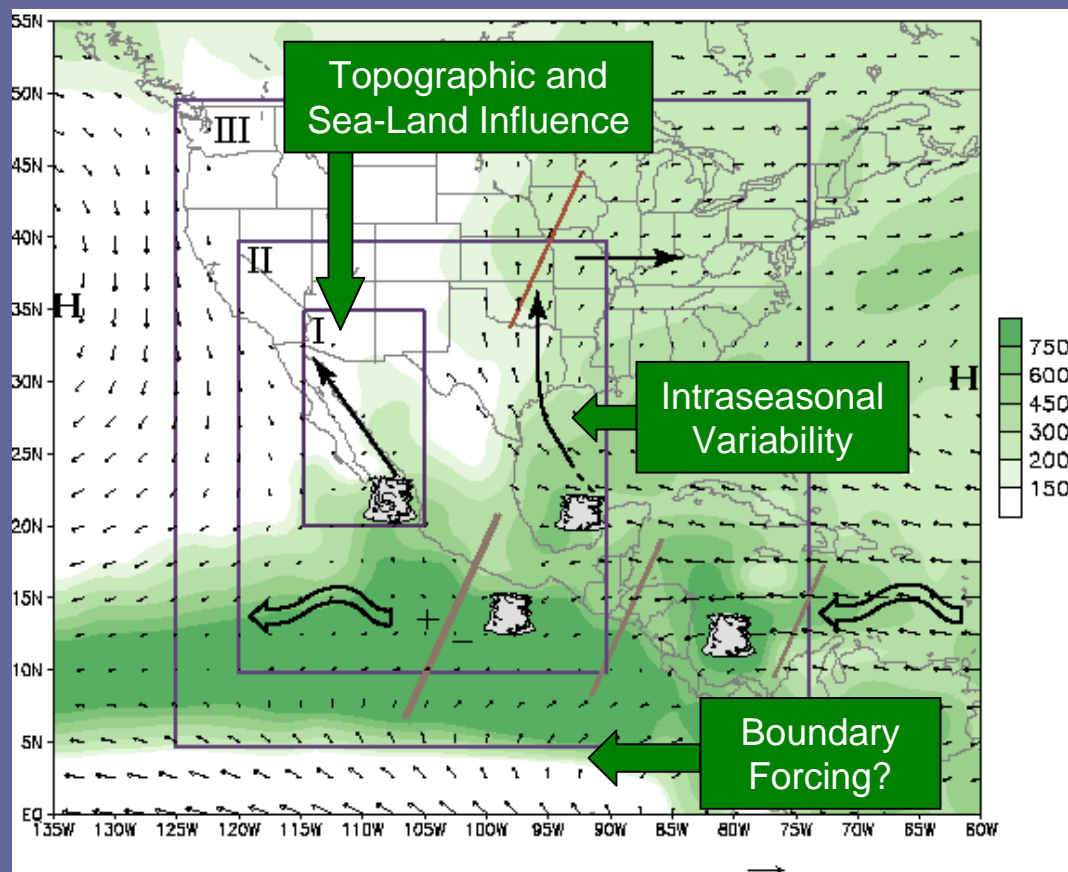 55N
50N
45N
40N
35N
30N
25N
20N
15N
10N
5N
EQ
Topographic and
Sea-Land Influence
III
II
I
H
H
Intraseasonal
Variability
+
−
Boundary
Forcing?
750
600
450
300
200
150
135W 130W 125W 120W 115W 110W 105W 100W 95W 90W 85W 80W 75W 70W 65W 60W